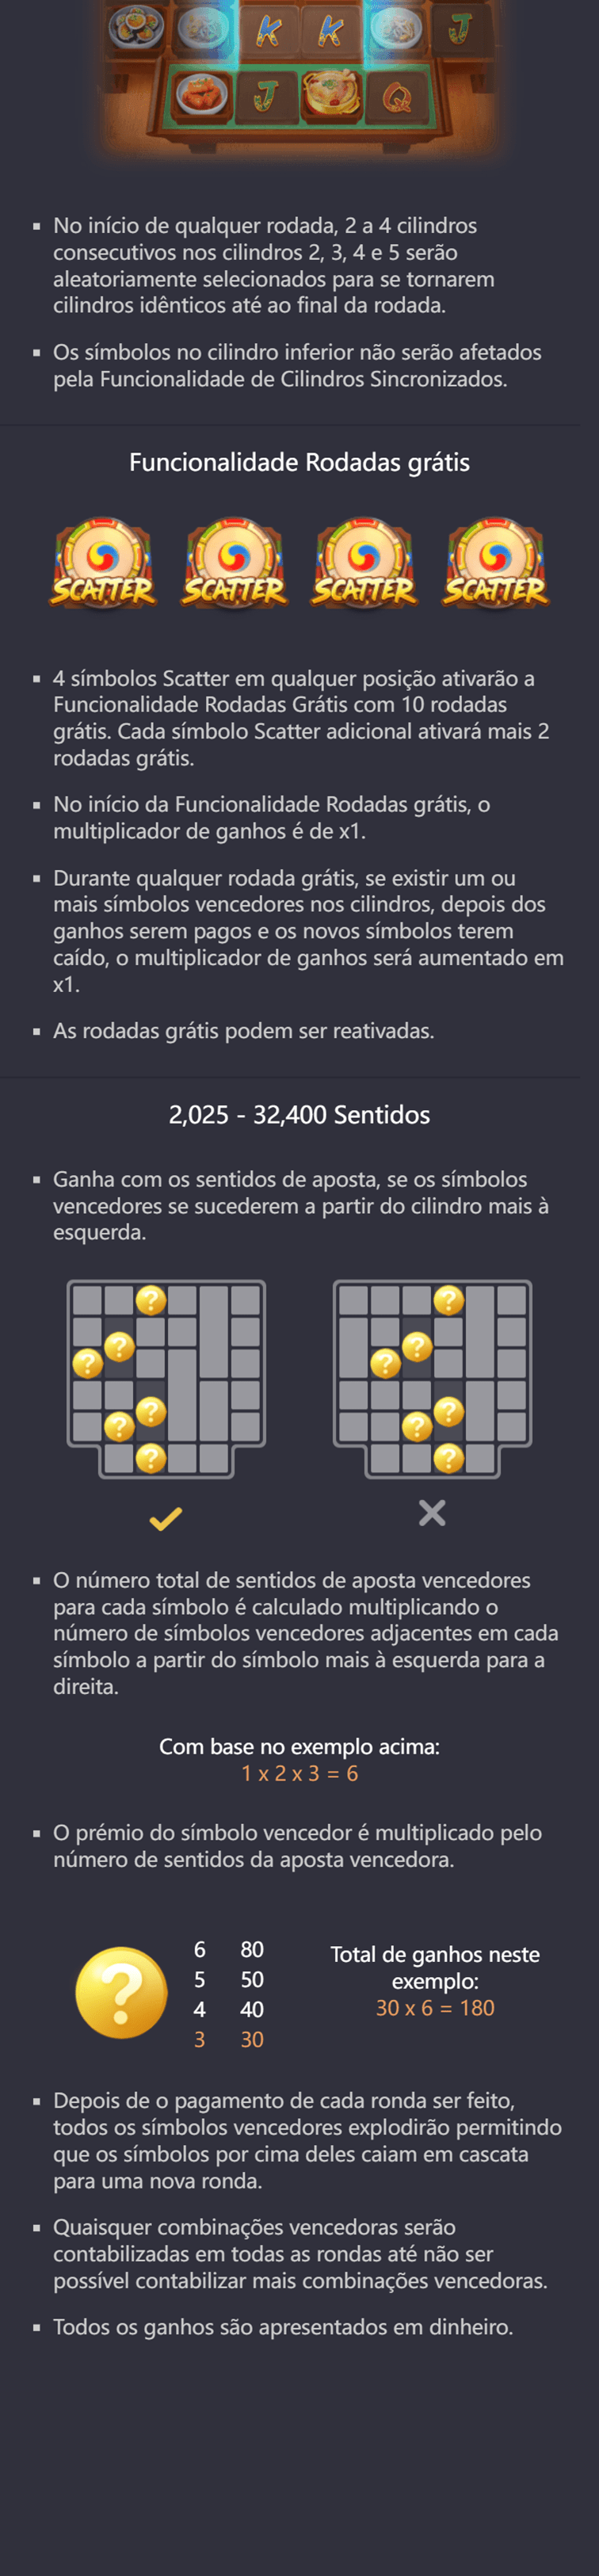 K K J
J Q
No início de qualquer rodada, 2 a 4 cilindros
consecutivos nos cilindros 2, 3, 4 e 5 serão
aleatoriamente selecionados para se tornarem
cilindros idênticos até ao final da rodada.
Os símbolos no cilindro inferior não serão afetados
pela Funcionalidade de Cilindros Sincronizados.
Funcionalidade Rodadas grátis
SCATTER SCATTER SCATTER SCATTER
4 símbolos Scatter em qualquer posição ativarão a
Funcionalidade Rodadas Grátis com 10 rodadas
grátis. Cada símbolo Scatter adicional ativará mais 2
rodadas grátis.
No início da Funcionalidade Rodadas grátis, o
multiplicador de ganhos é de x1.
Durante qualquer rodada grátis, se existir um ou
mais símbolos vencedores nos cilindros, depois dos
ganhos serem pagos e os novos símbolos terem
caído, o multiplicador de ganhos será aumentado em
x1.
As rodadas grátis podem ser reativadas.
2,025 - 32,400 Sentidos
Ganha com os sentidos de aposta, se os símbolos
vencedores se sucederem a partir do cilindro mais à
esquerda.
? ?
? ?
? ?
? ?
? ?
? ?
O número total de sentidos de aposta vencedores
para cada símbolo é calculado multiplicando o
número de símbolos vencedores adjacentes em cada
símbolo a partir do símbolo mais à esquerda para a
direita.
Com base no exemplo acima:
1 x 2 x 3 = 6
O prémio do símbolo vencedor é multiplicado pelo
número de sentidos da aposta vencedora.
?
6 80
5 50
4 40
3 30
Total de ganhos neste
exemplo:
30 x 6 = 180
Depois de o pagamento de cada ronda ser feito,
todos os símbolos vencedores explodirão permitindo
que os símbolos por cima deles caiam em cascata
para uma nova ronda.
Quaisquer combinações vencedoras serão
contabilizadas em todas as rondas até não ser
possível contabilizar mais combinações vencedoras.
Todos os ganhos são apresentados em dinheiro.